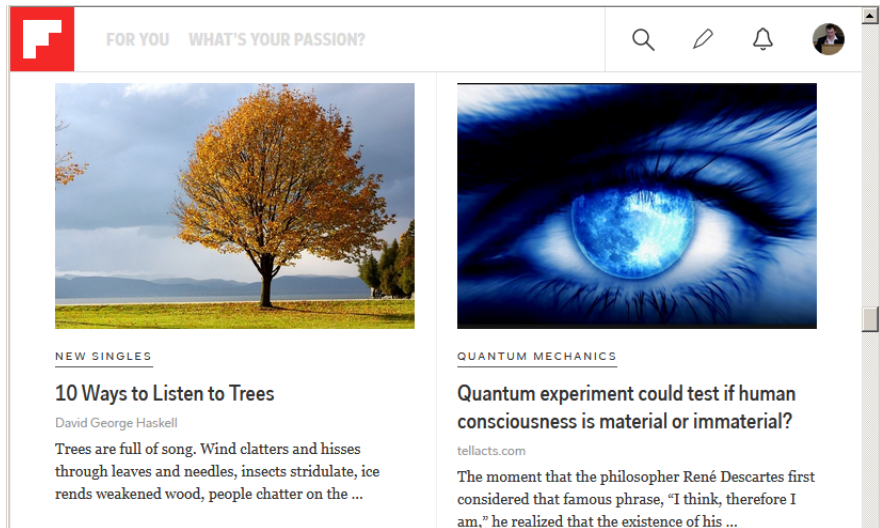 FOR YOU WHAT'S YOUR PASSION?
NEW SINGLES
10 Ways to Listen to Trees
David George Haskell
Trees are full of song. Wind clatters and hisses
through leaves and needles, insects stridulate, ice
rends weakened wood, people chatter on the ...
QUANTUM MECHANICS
Quantum experiment could test if human
consciousness is material or immaterial?
tellacts.com
The moment that the philosopher René Descartes first
considered that famous phrase, “I think, therefore I
am,” he realized that the existence of his ...